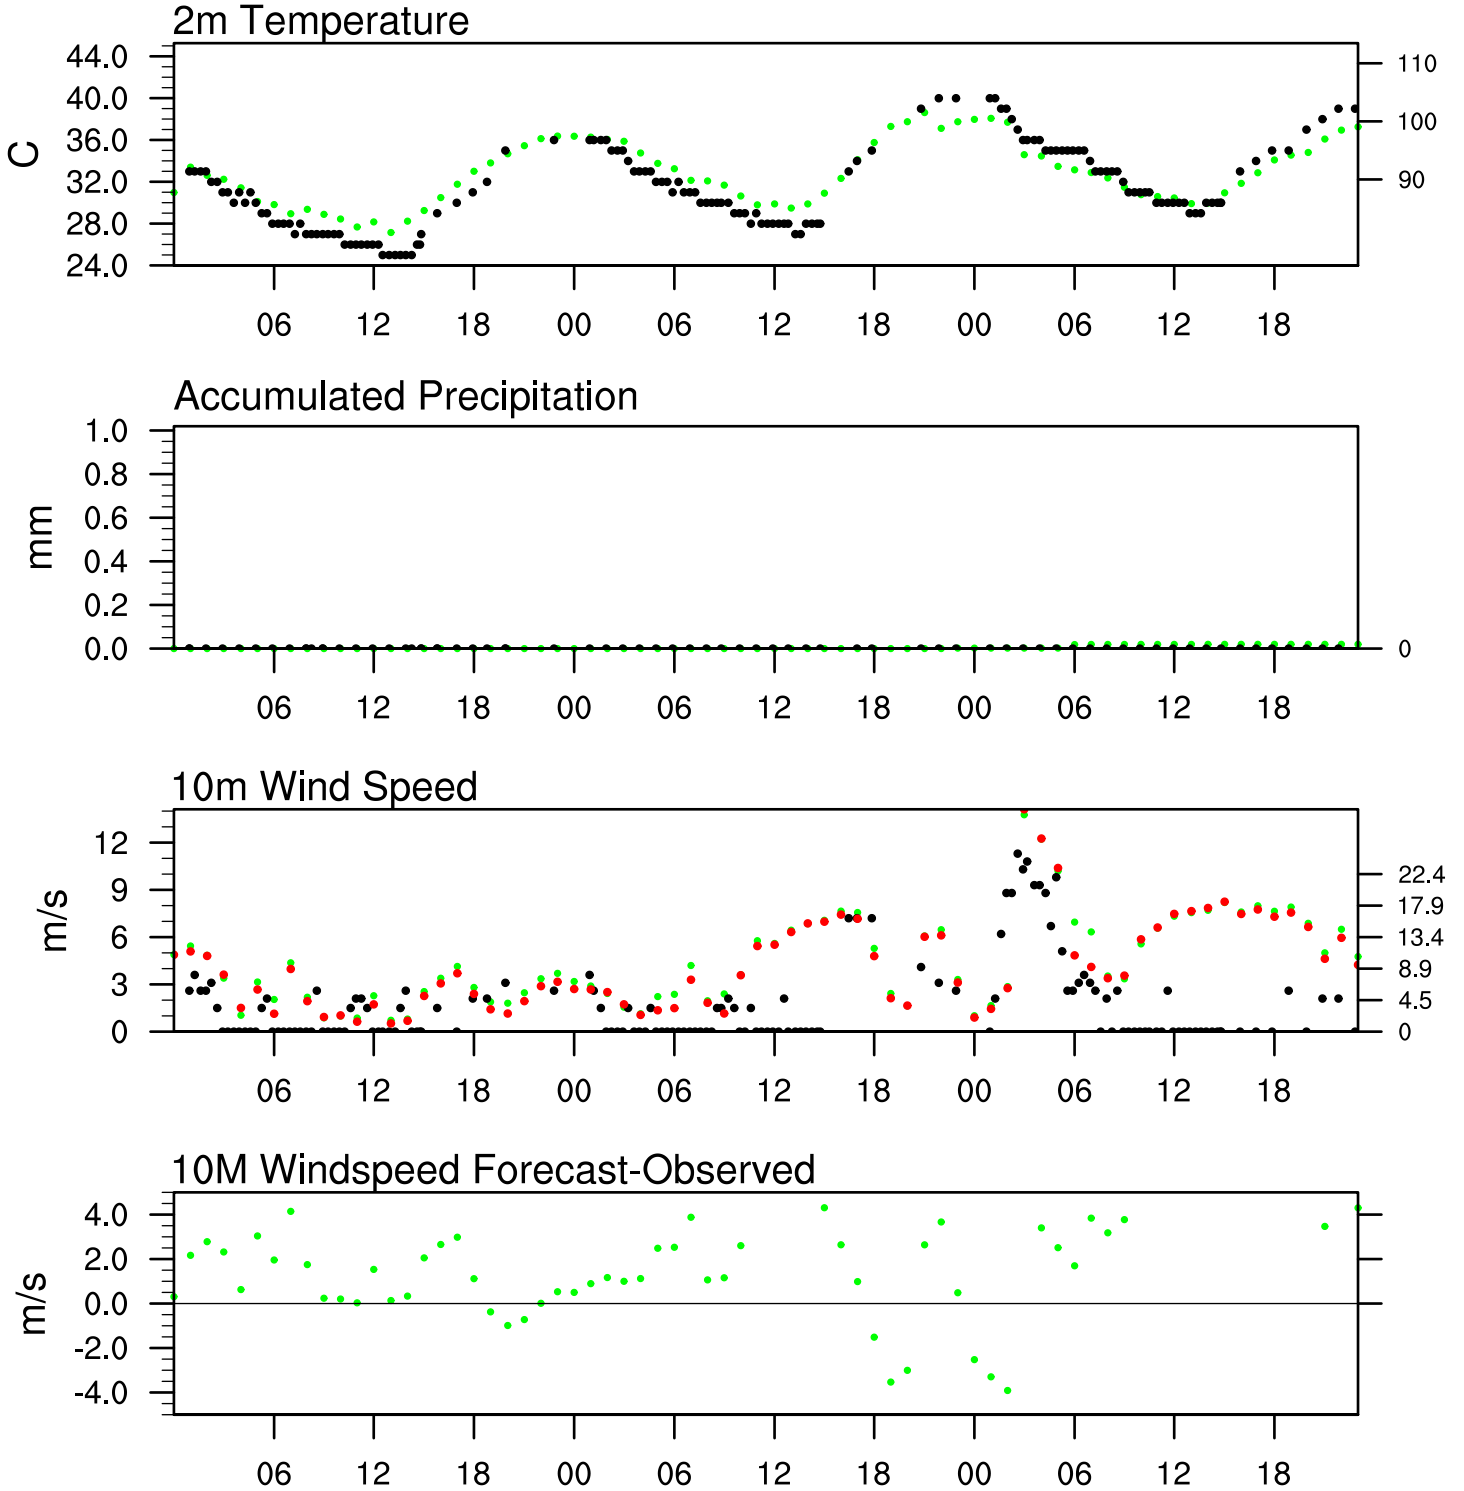 2m Temperature
44.0
40.0
36.0
32.0
28.0
24.0
C
110
100
90
06 12 18 00 06 12 18 00 06 12 18
Accumulated Precipitation
1.0
0.8
0.6
0.4
0.2
0.0
mm
0
06 12 18 00 06 12 18 00 06 12 18
10m Wind Speed
12
9
6
3
0
m/s
22.4
17.9
13.4
8.9
4.5
0
06 12 18 00 06 12 18 00 06 12 18
10M Windspeed Forecast-Observed
4.0
2.0
0.0
-2.0
-4.0
m/s
06 12 18 00 06 12 18 00 06 12 18